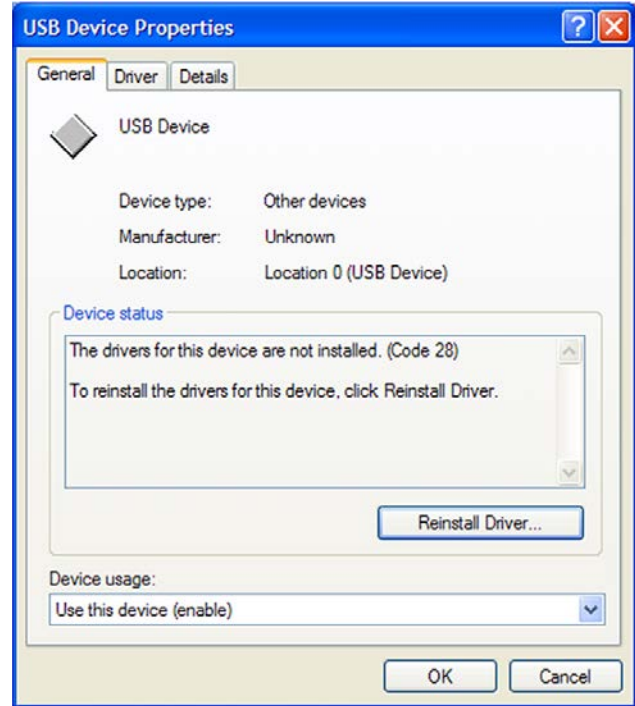 USB Device Properties
General Driver Details
USB Device
Device type: Other devices
Manufacturer: Unknown
Location: Location 0 (USB Device)
Device status
The drivers for this device are not installed. (Code 28)
To reinstall the drivers for this device, click Reinstall Driver.
Reinstall Driver...
Device usage:
Use this device (enable)
OK Cancel